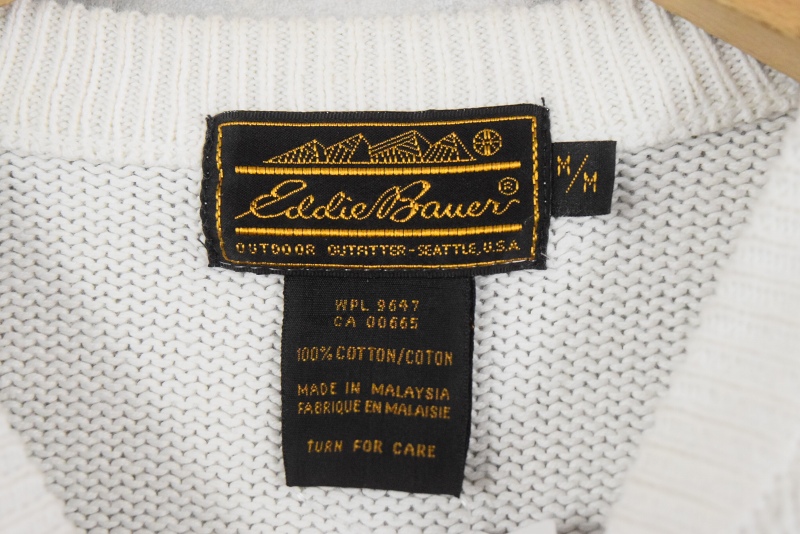 Eddie Bauer®
OUTDOOR OUTFITTER-SEATTLE, U.S.A.
M/M
WPL 9647
CA 00665
100% COTTON/COTON
MADE IN MALAYSIA
FABRIQUE EN MALAISIE
TURN FOR CARE